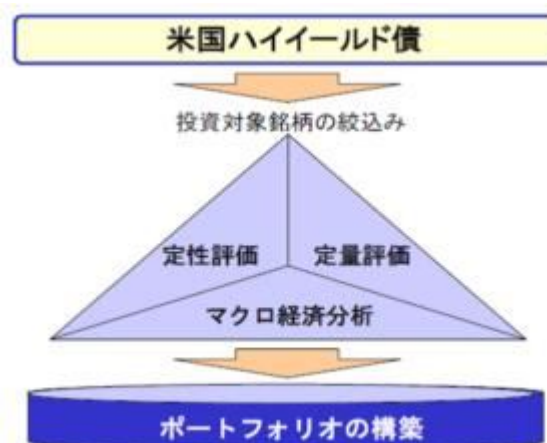 米国ハイイールド債
投資対象銘柄の絞込み
定性評価
定量評価
マクロ経済分析
ポートフォリオの構築